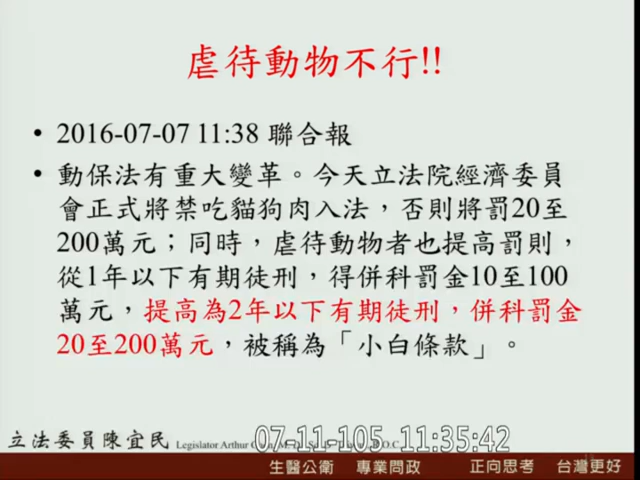 虐待動物不行!!
• 2016-07-07 11:38 聯合報
• 動保法有重大變革。今天立法院經濟委員
會正式將禁吃貓狗肉入法，否則將罰20至
200萬元；同時，虐待動物者也提高罰則，
從1年以下有期徒刑，得併科罰金10至100
萬元，提高為2年以下有期徒刑，併科罰金
20至200萬元，被稱為「小白條款」。
立法委員陳宜民 Legislator Arthur
07-11-105 11:35:42
生醫公衛 專業問政 正向思考 台灣更好